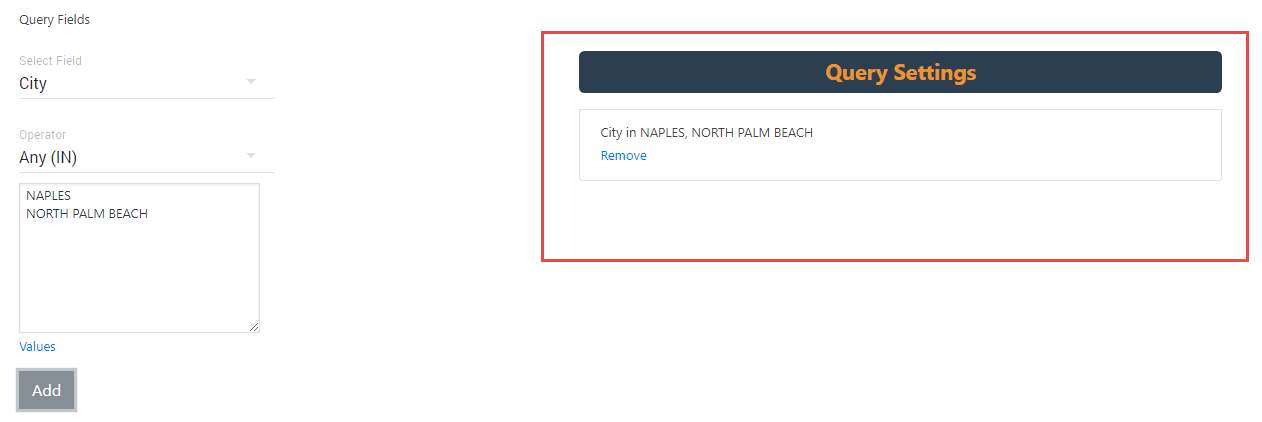 Query Fields
Select Field
City
Operator
Any (IN)
NAPLES
NORTH PALM BEACH
Values
Add
Query Settings
City in NAPLES, NORTH PALM BEACH
Remove